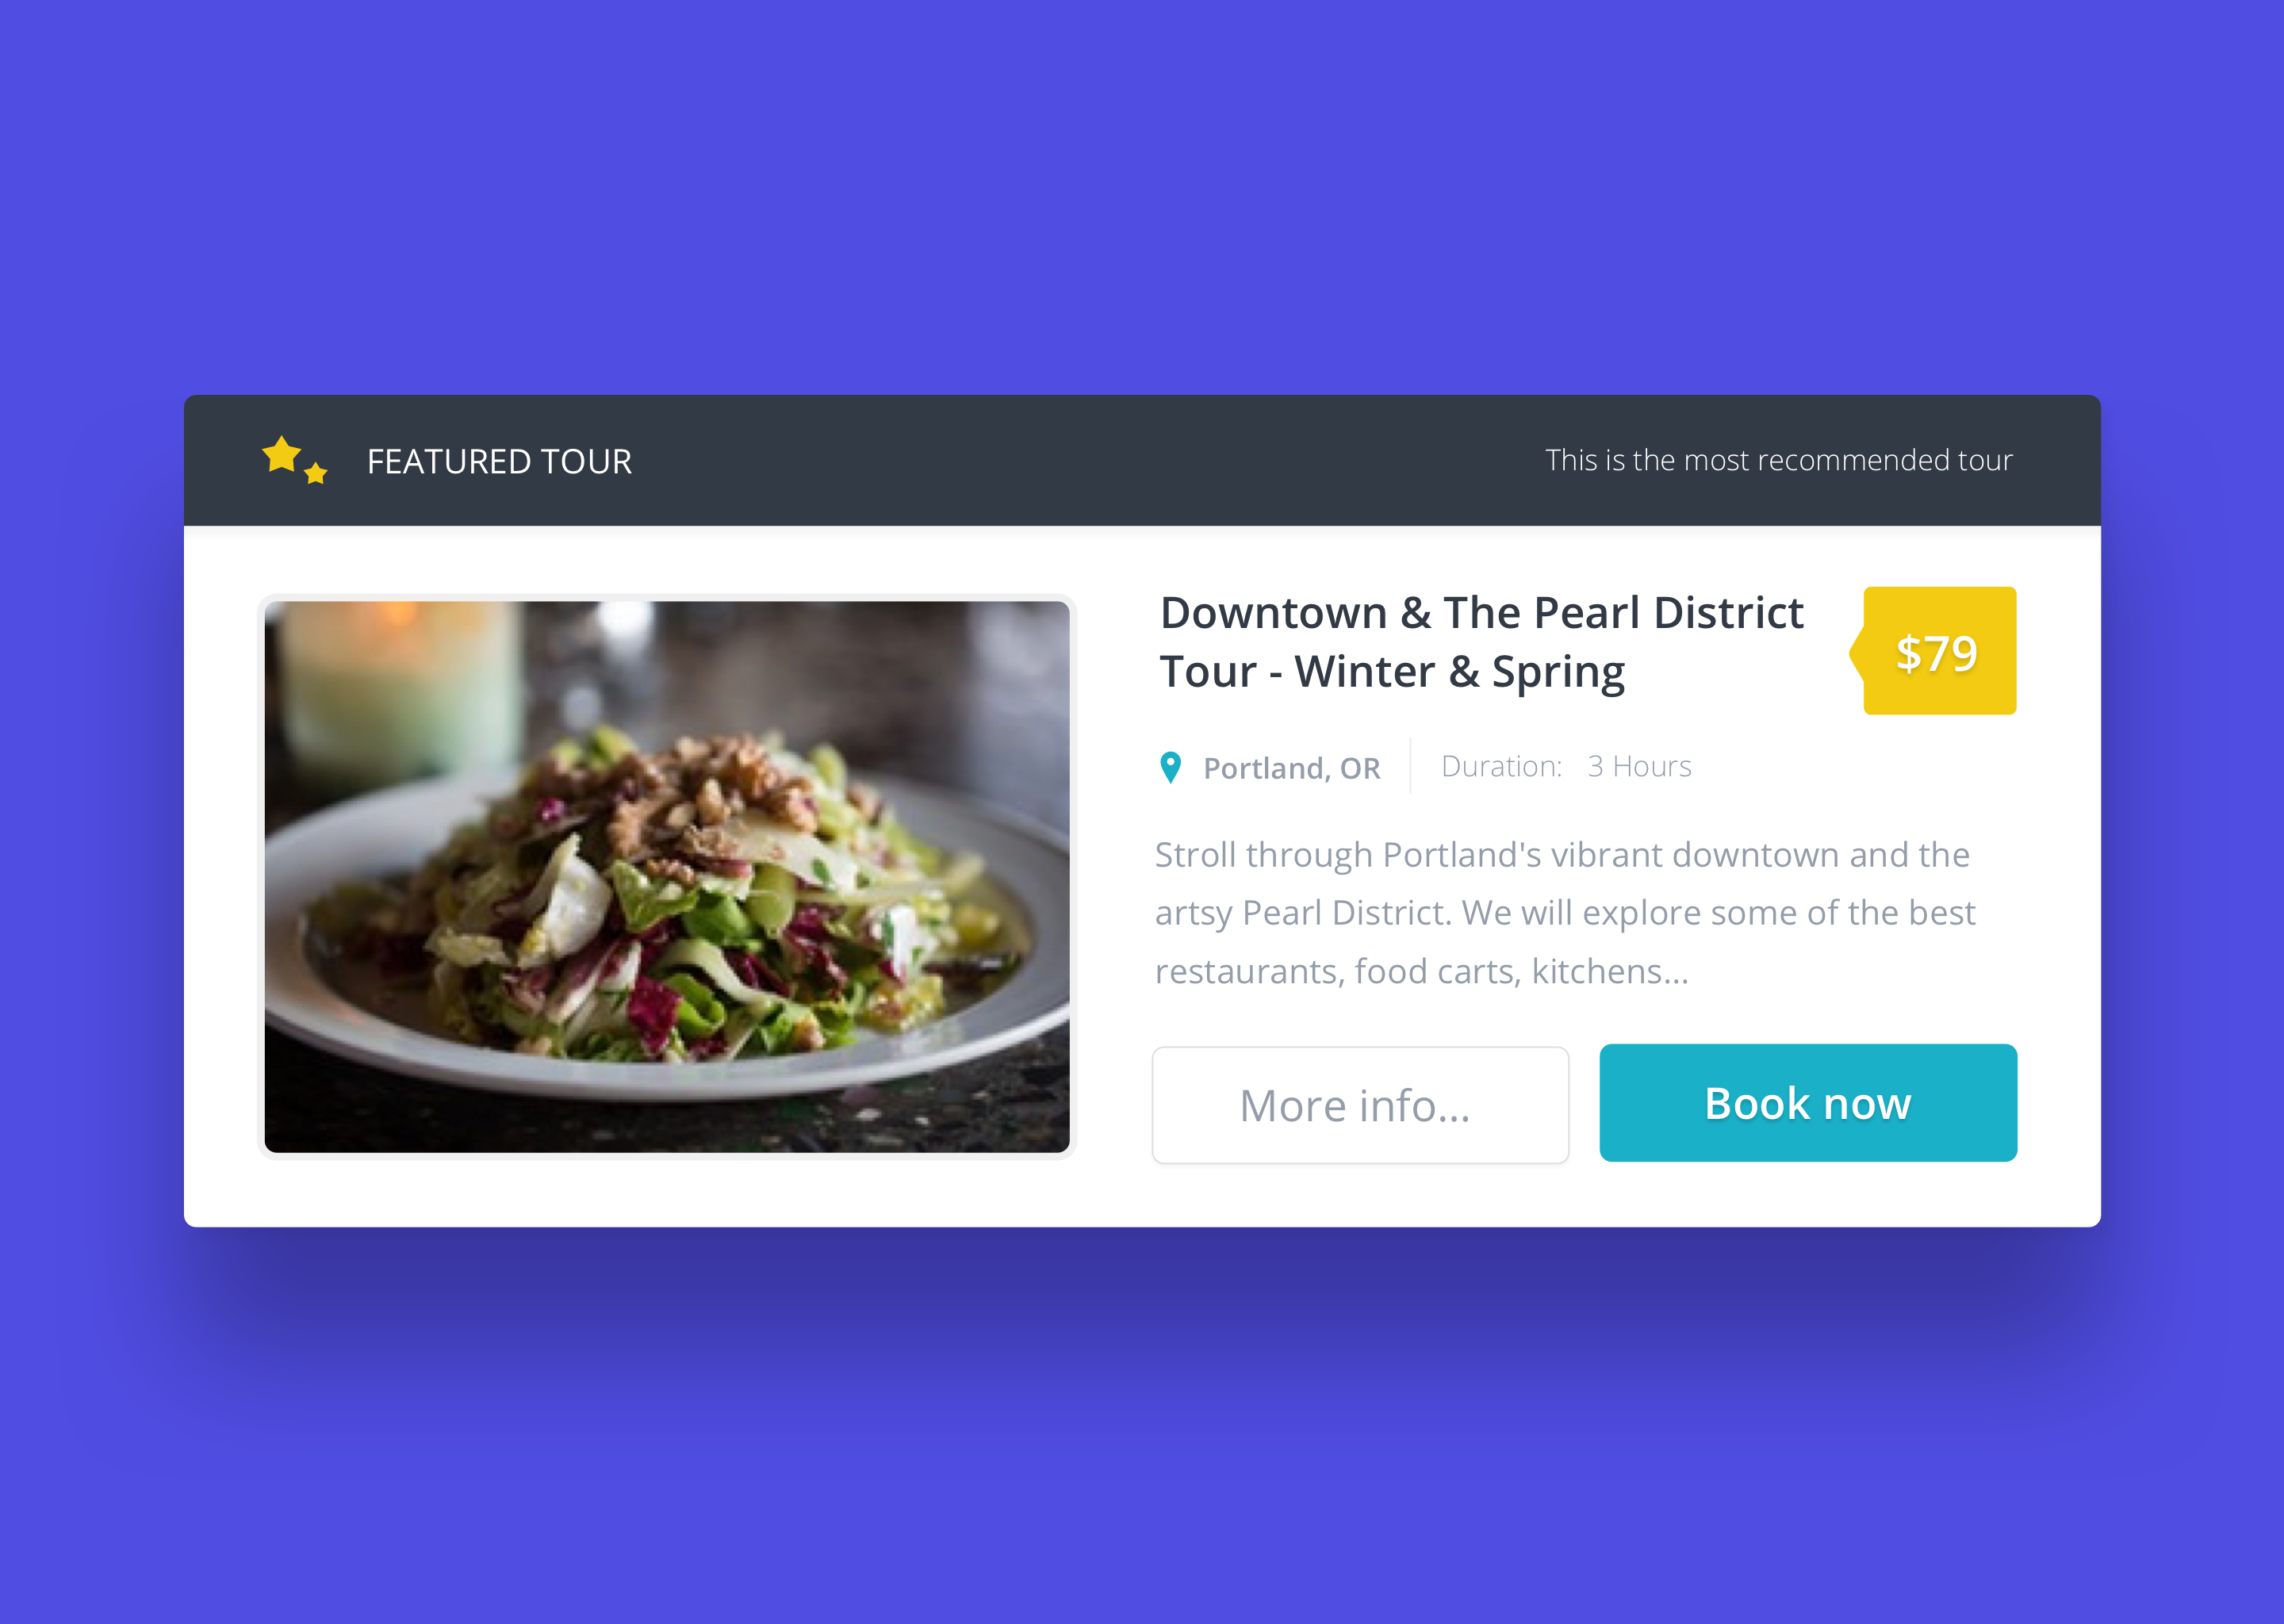 FEATURED TOUR
This is the most recommended tour
Downtown & The Pearl District
Tour - Winter & Spring
$79
Portland, OR
Duration: 3 Hours
Stroll through Portland's vibrant downtown and the
artsy Pearl District. We will explore some of the best
restaurants, food carts, kitchens...
More info...
Book now